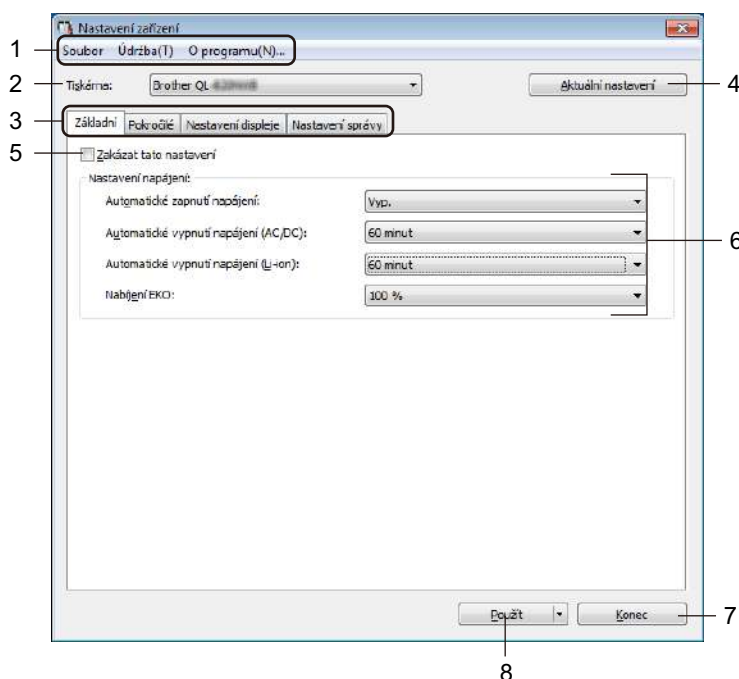 Nastavení zařízení
1 Soubor Údržba(T) O programu(N)...
2 Tiskárna: Brother QL Aktuální nastavení 4
3 Základní Pokročilé Nastavení displeje Nastavení správy
5 Zakázat tato nastavení
Nastavení napájení:
Automatické zapnutí napájení: Vyp.
Automatické vypnutí napájení (AC/DC): 60 minut
6
Automatické vypnutí napájení (Li-ion): 60 minut
Nabíjení EKO: 100 %
Použít Konec 7
8